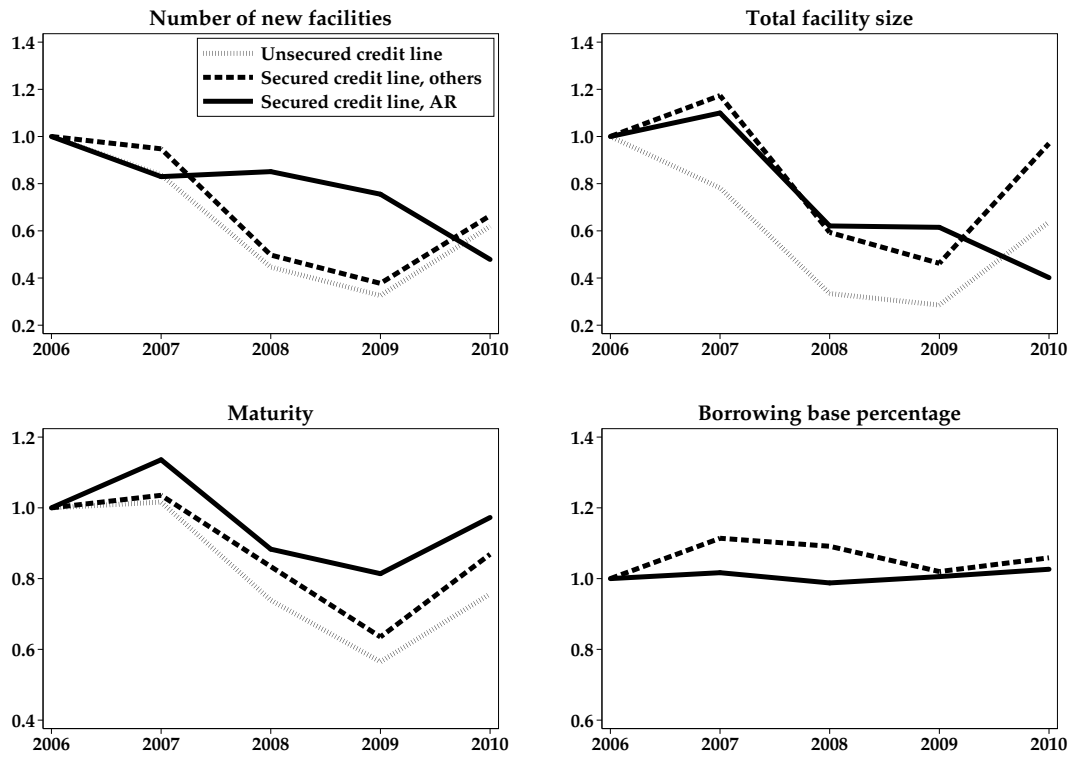 Number of new facilities
1.4
1.2
1.0
0.8
0.6
0.4
0.2
2006 2007 2008 2009 2010
Unsecured credit line
Secured credit line, others
Secured credit line, AR
Total facility size
1.4
1.2
1.0
0.8
0.6
0.4
0.2
2006 2007 2008 2009 2010
Maturity
1.2
1.0
0.8
0.6
0.4
2006 2007 2008 2009 2010
Borrowing base percentage
1.4
1.2
1.0
0.8
0.6
2006 2007 2008 2009 2010